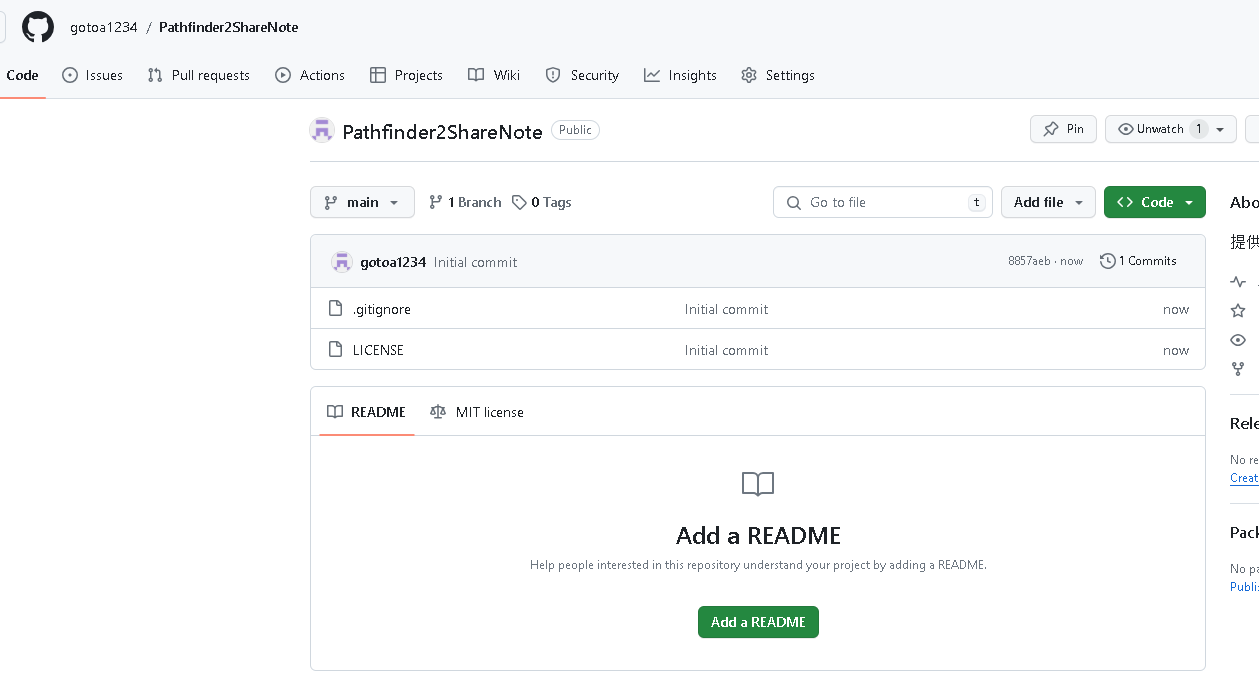 gotoa1234 / Pathfinder2ShareNote
Code Issues Pull requests Actions Projects Wiki Security Insights Settings
Pathfinder2ShareNote Public Pin Unwatch 1
main 1 Branch 0 Tags Go to file t Add file Code
Abo
gotoa1234 Initial commit 8857aeb · now 1 Commits
提供
.gitignore Initial commit now
LICENSE Initial commit now
README MIT license
Rele
No re
Creat
Add a README
Pack
Help people interested in this repository understand your project by adding a README.
No pa
Publis
Add a README